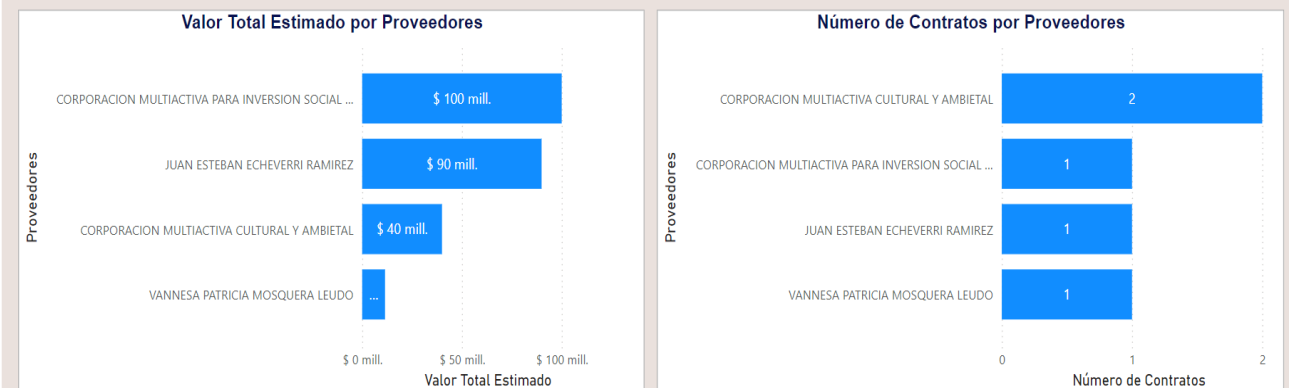 Valor Total Estimado por Proveedores
Proveedores
CORPORACION MULTIACTIVA PARA INVERSION SOCIAL ...
$ 100 mill.
JUAN ESTEBAN ECHEVERRI RAMIREZ
$ 90 mill.
CORPORACION MULTIACTIVA CULTURAL Y AMBIETAL
$ 40 mill.
VANNESA PATRICIA MOSQUERA LEUDO
...
$ 0 mill.
$ 50 mill.
$ 100 mill.
Valor Total Estimado
Número de Contratos por Proveedores
Proveedores
CORPORACION MULTIACTIVA CULTURAL Y AMBIETAL
2
CORPORACION MULTIACTIVA PARA INVERSION SOCIAL ...
1
JUAN ESTEBAN ECHEVERRI RAMIREZ
1
VANNESA PATRICIA MOSQUERA LEUDO
1
0
1
2
Número de Contratos